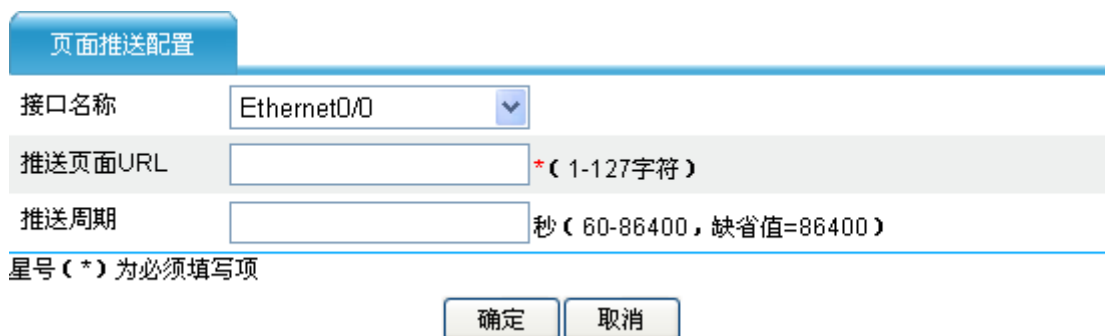 页面推送配置
接口名称 Ethernet0/0
推送页面URL *(1-127字符)
推送周期 秒(60-86400，缺省值=86400)
星号(*)为必须填写项
确定 取消